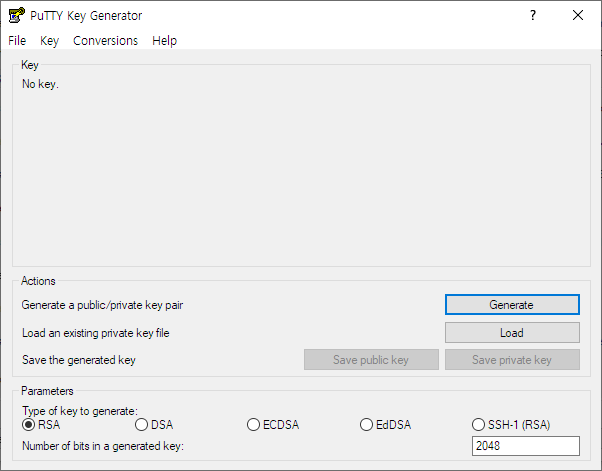 PuTTY Key Generator ?
File Key Conversions Help
Key
No key.
Actions
Generate a public/private key pair Generate
Load an existing private key file Load
Save the generated key Save public key Save private key
Parameters
Type of key to generate:
RSA DSA ECDSA EdDSA SSH-1 (RSA)
Number of bits in a generated key: 2048